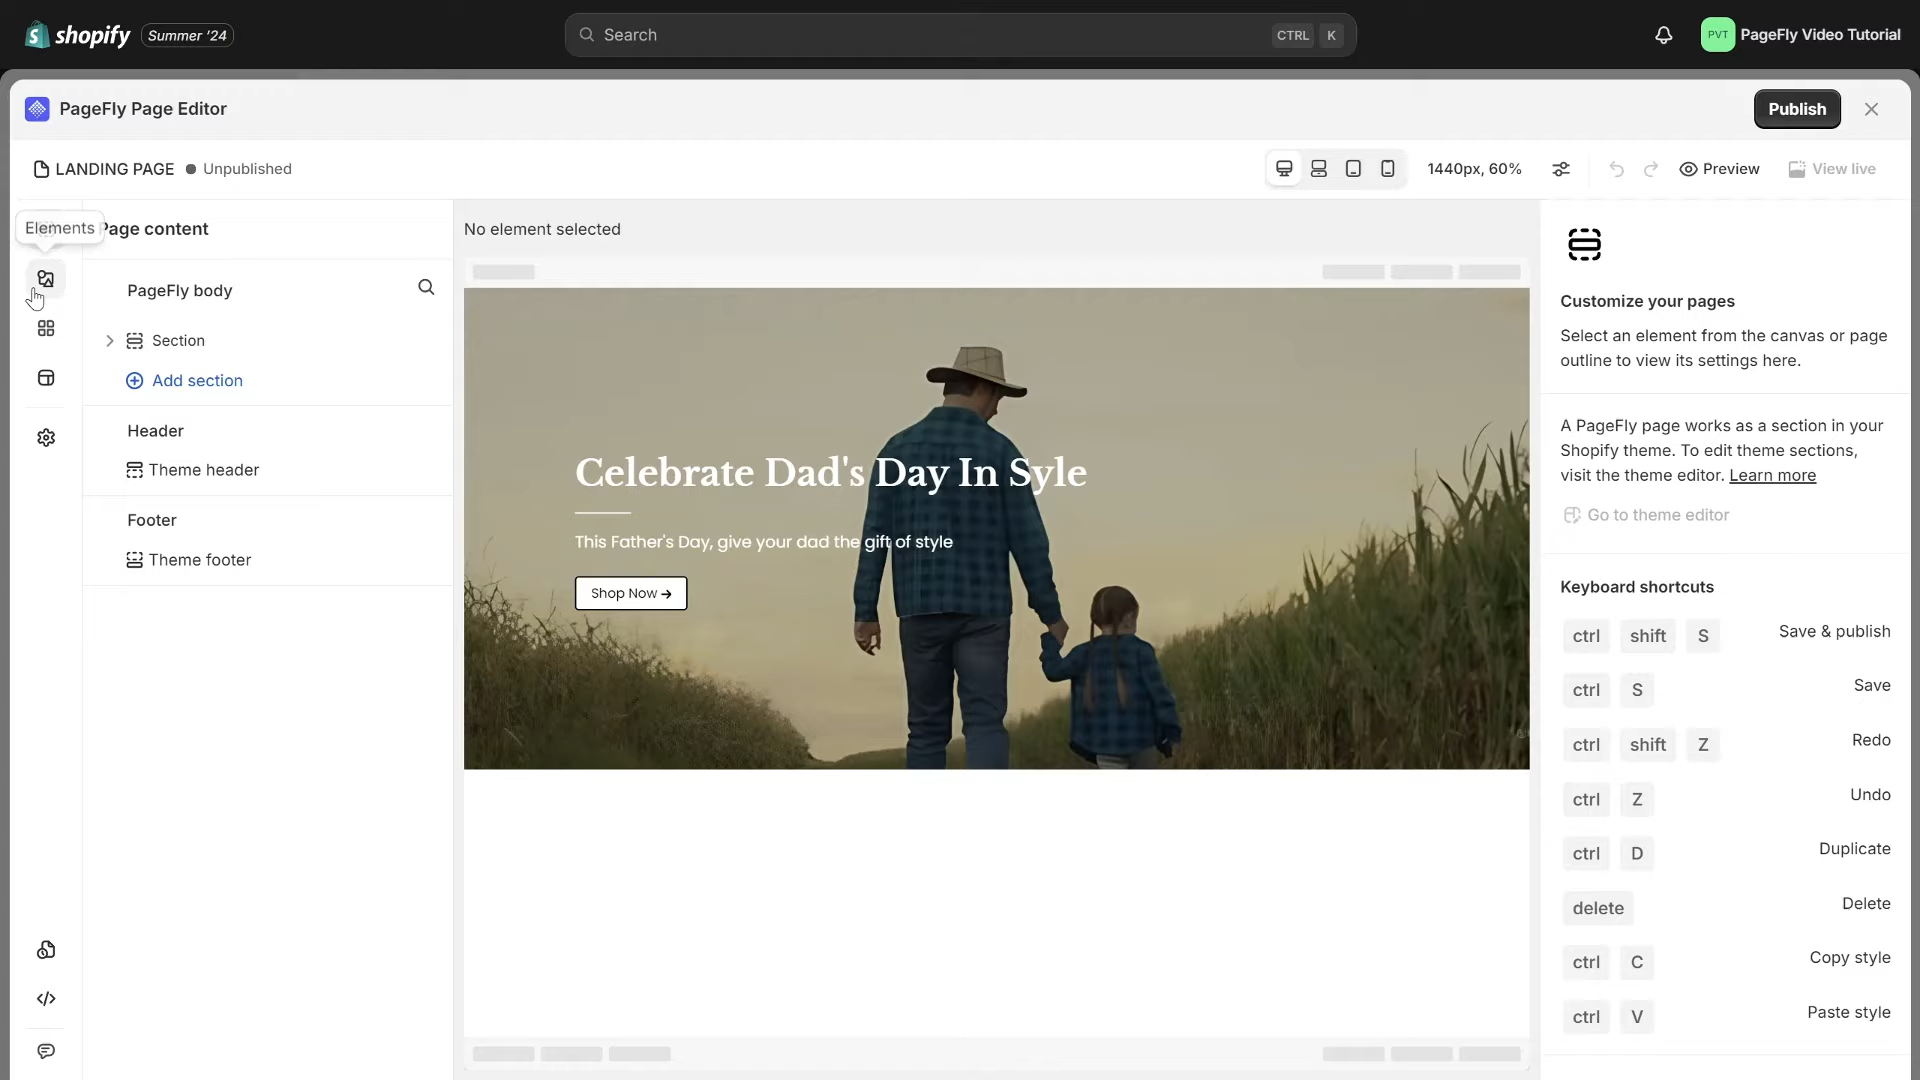 shopify
Summer '24
Search
CTRL K
PVT
PageFly Video Tutorial
PageFly Page Editor
Publish
LANDING PAGE
Unpublished
1440px, 60%
Preview
View live
Elements
Page content
No element selected
PageFly body
Section
Add section
Header
Theme header
Footer
Theme footer
Celebrate Dad's Day In Syle
This Father's Day, give your dad the gift of style
Shop Now →
Customize your pages
Select an element from the canvas or page
outline to view its settings here.
A PageFly page works as a section in your
Shopify theme. To edit theme sections,
visit the theme editor. Learn more
Go to theme editor
Keyboard shortcuts
ctrl shift S Save & publish
ctrl S Save
ctrl shift Z Redo
ctrl Z Undo
ctrl D Duplicate
delete Delete
ctrl C Copy style
ctrl V Paste style